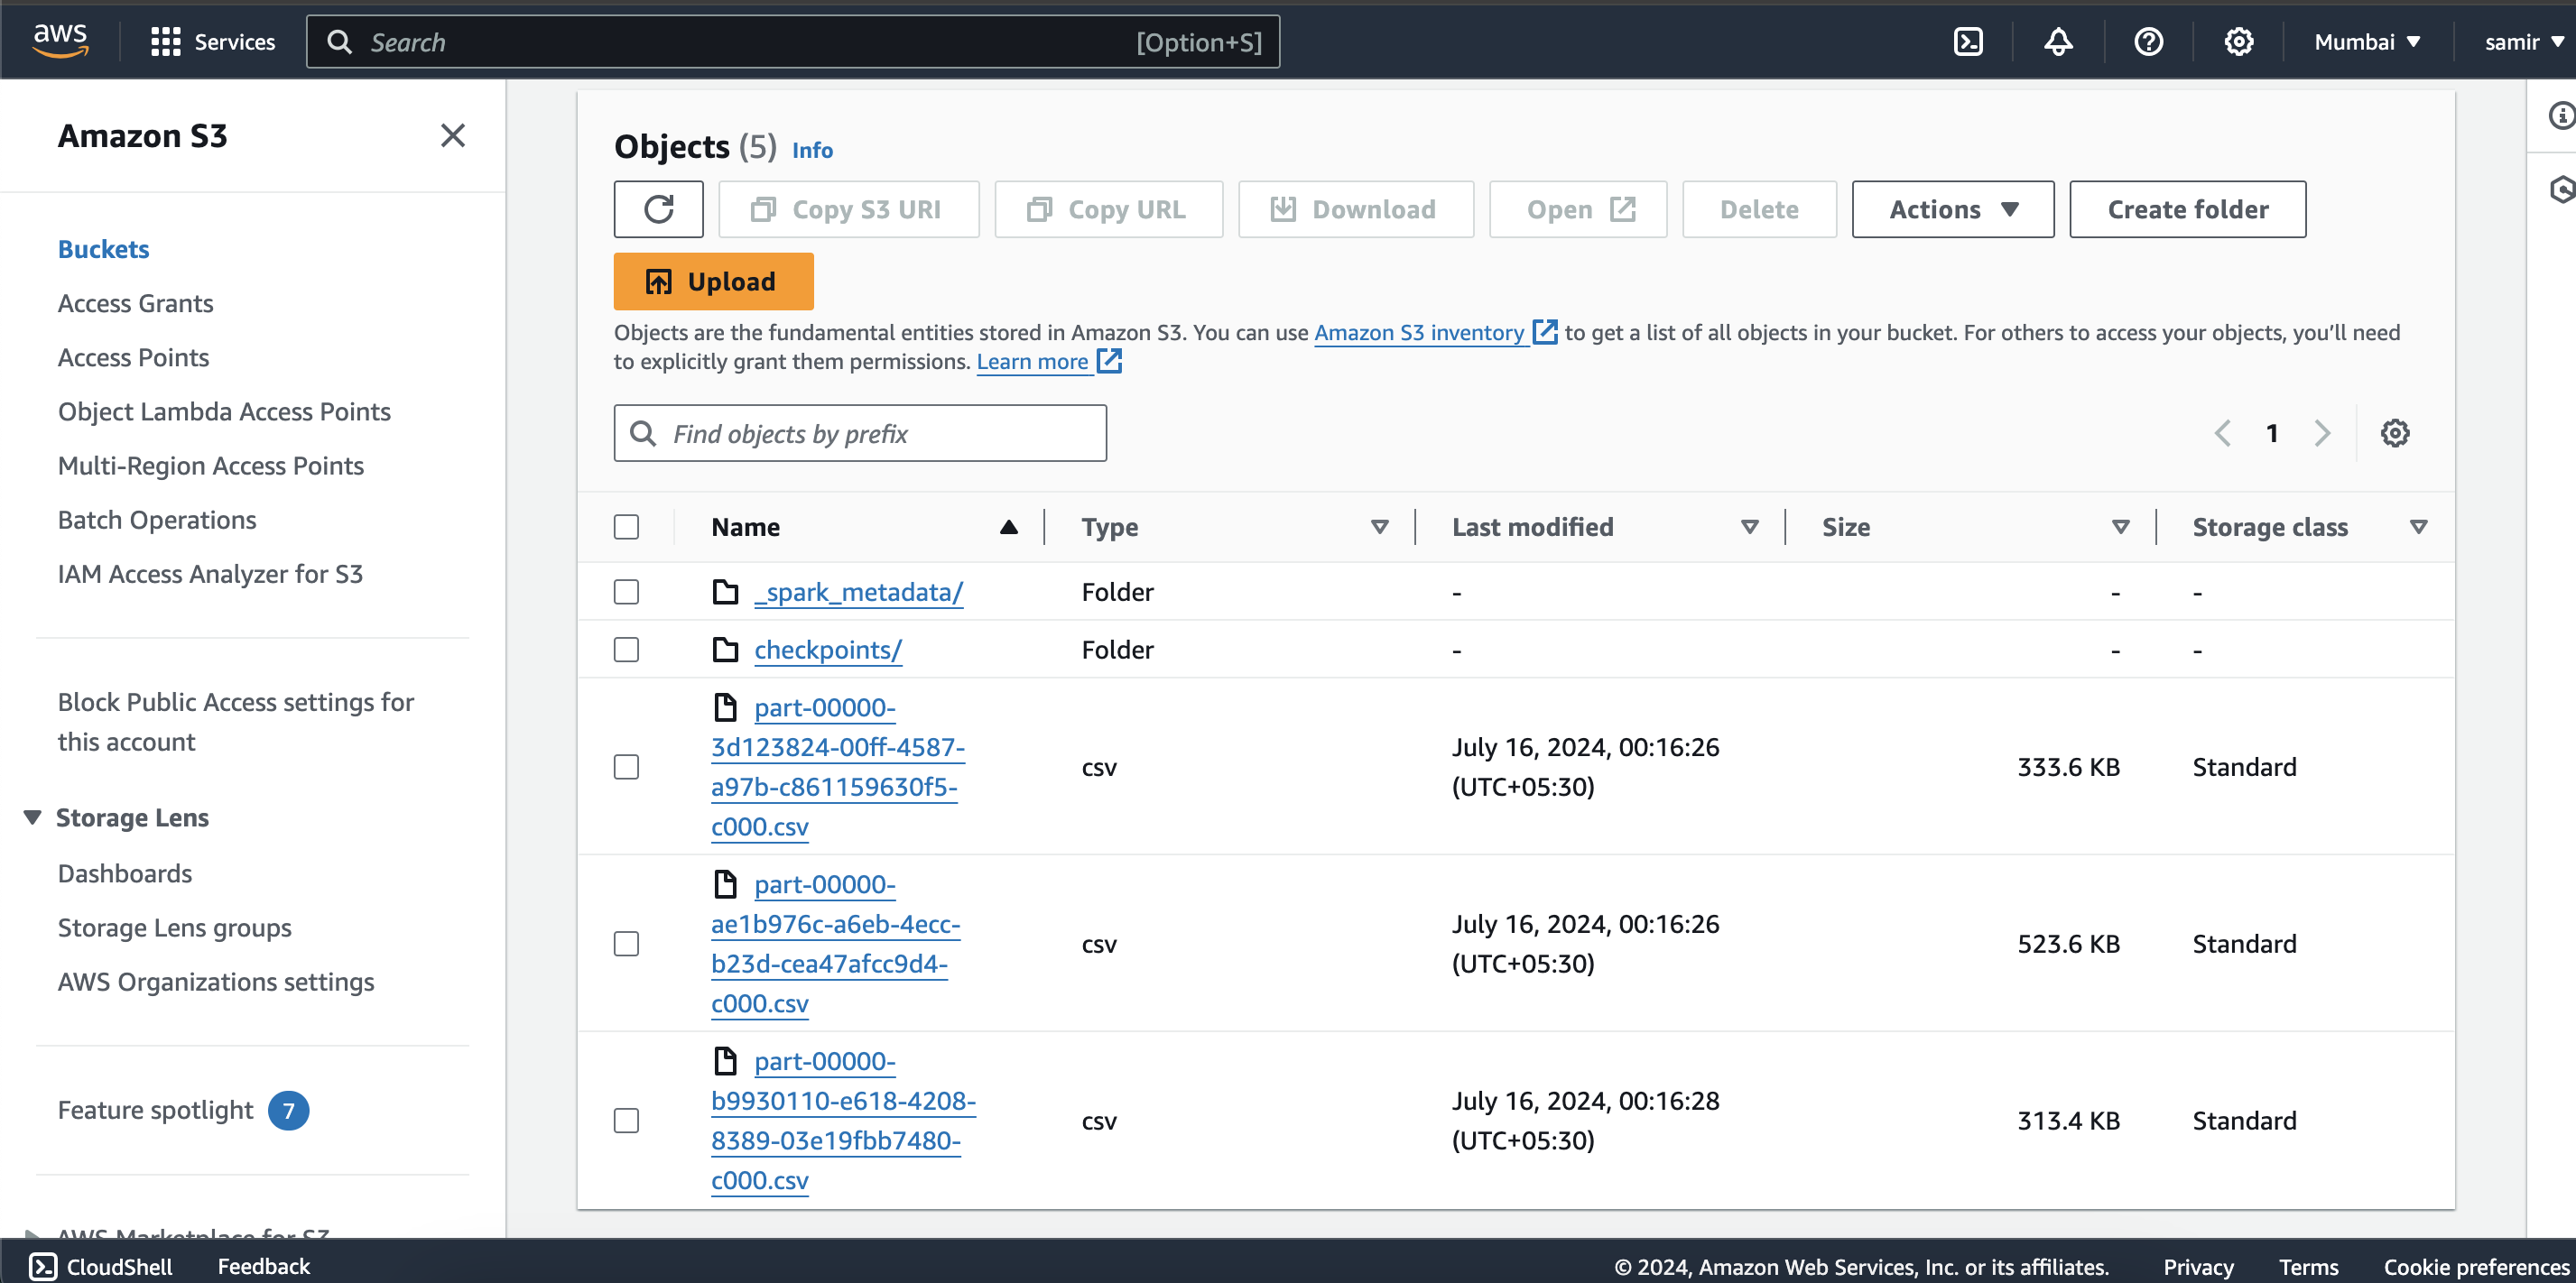 aws Services Search [Option+S] Mumbai samir
Amazon S3
Buckets
Access Grants
Access Points
Object Lambda Access Points
Multi-Region Access Points
Batch Operations
IAM Access Analyzer for S3
Block Public Access settings for
this account
Storage Lens
Dashboards
Storage Lens groups
AWS Organizations settings
Feature spotlight 7
AWS Marketplace for S3
Objects (5) Info
Copy S3 URI Copy URL Download Open Delete Actions Create folder
Upload
Objects are the fundamental entities stored in Amazon S3. You can use Amazon S3 inventory to get a list of all objects in your bucket. For others to access your objects, you’ll need
to explicitly grant them permissions. Learn more
Find objects by prefix 1
Name Type Last modified Size Storage class
_spark_metadata/ Folder - - -
checkpoints/ Folder - - -
part-00000-
3d123824-00ff-4587- July 16, 2024, 00:16:26
csv 333.6 KB Standard
a97b-c861159630f5- (UTC+05:30)
c000.csv
part-00000-
ae1b976c-a6eb-4ecc- July 16, 2024, 00:16:26
csv 523.6 KB Standard
b23d-cea47afcc9d4- (UTC+05:30)
c000.csv
part-00000-
b9930110-e618-4208- July 16, 2024, 00:16:28
csv 313.4 KB Standard
8389-03e19fbb7480- (UTC+05:30)
c000.csv
CloudShell Feedback © 2024, Amazon Web Services, Inc. or its affiliates. Privacy Terms Cookie preferences